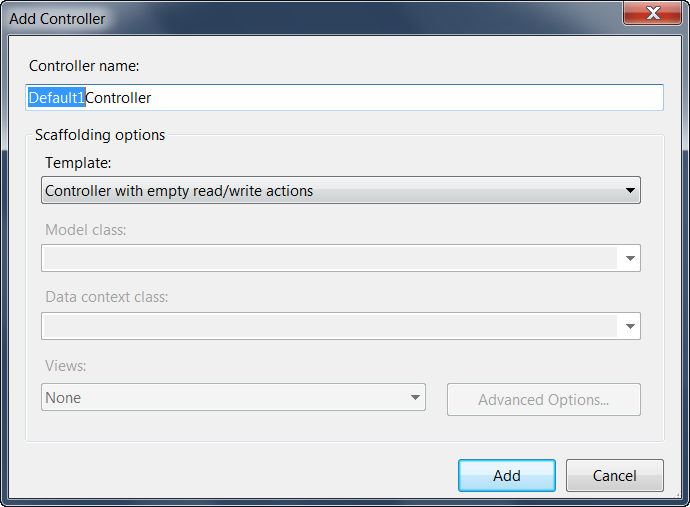 Add Controller
Controller name:
Default1Controller
Scaffolding options
Template:
Controller with empty read/write actions
Model class:
Data context class:
Views:
None
Advanced Options...
Add
Cancel